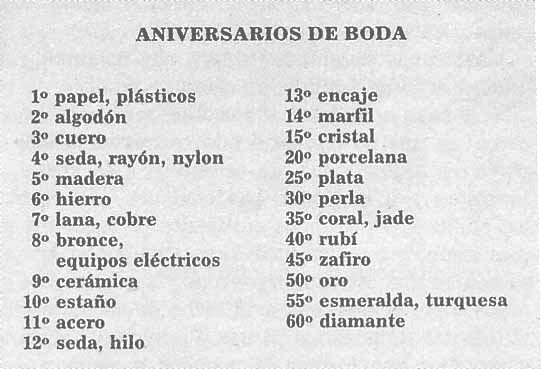 ANIVERSARIOS DE BODA
1º papel, plásticos
2º algodón
3º cuero
4º seda, rayón, nylon
5º madera
6º hierro
7º lana, cobre
8º bronce,
equipos eléctricos
9º cerámica
10º estaño
11º acero
12º seda, hilo
13º encaje
14º marfil
15º cristal
20º porcelana
25º plata
30º perla
35º coral, jade
40º rubí
45º zafiro
50º oro
55º esmeralda, turquesa
60º diamante